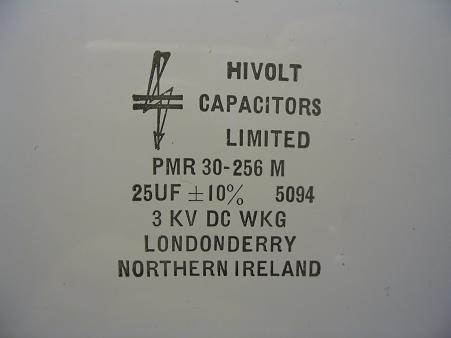 HIVOLT
CAPACITORS
LIMITED
PMR 30-256 M
25UF ±10% 5094
3 KV DC WKG
LONDONDERRY
NORTHERN IRELAND